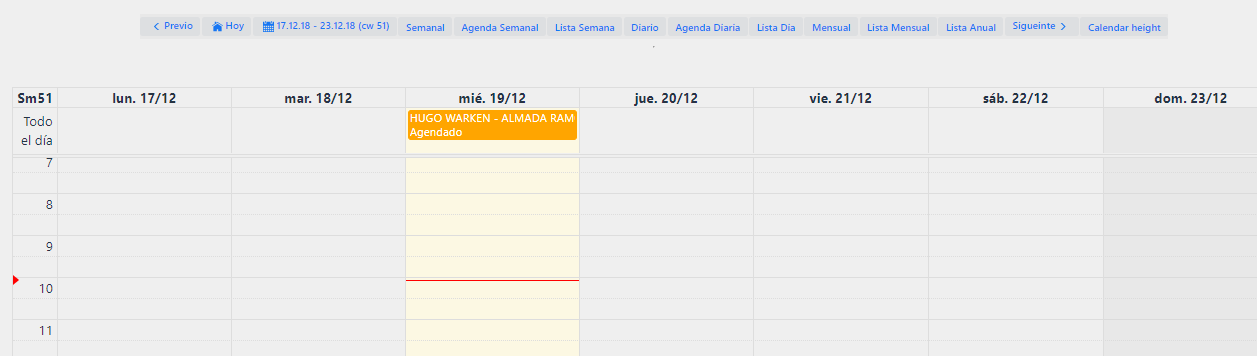 Previo Hoy 17.12.18 - 23.12.18 (cw 51) Semanal Agenda Semanal Lista Semana Diario Agenda Diaria Lista Día Mensual Lista Mensual Lista Anual Sigueinte Calendar height
Sm51 lun. 17/12 mar. 18/12 mié. 19/12 jue. 20/12 vie. 21/12 sáb. 22/12 dom. 23/12
Todo
el día
HUGO WARKEN - ALMADA RAM
Agendado
7
8
9
10
11